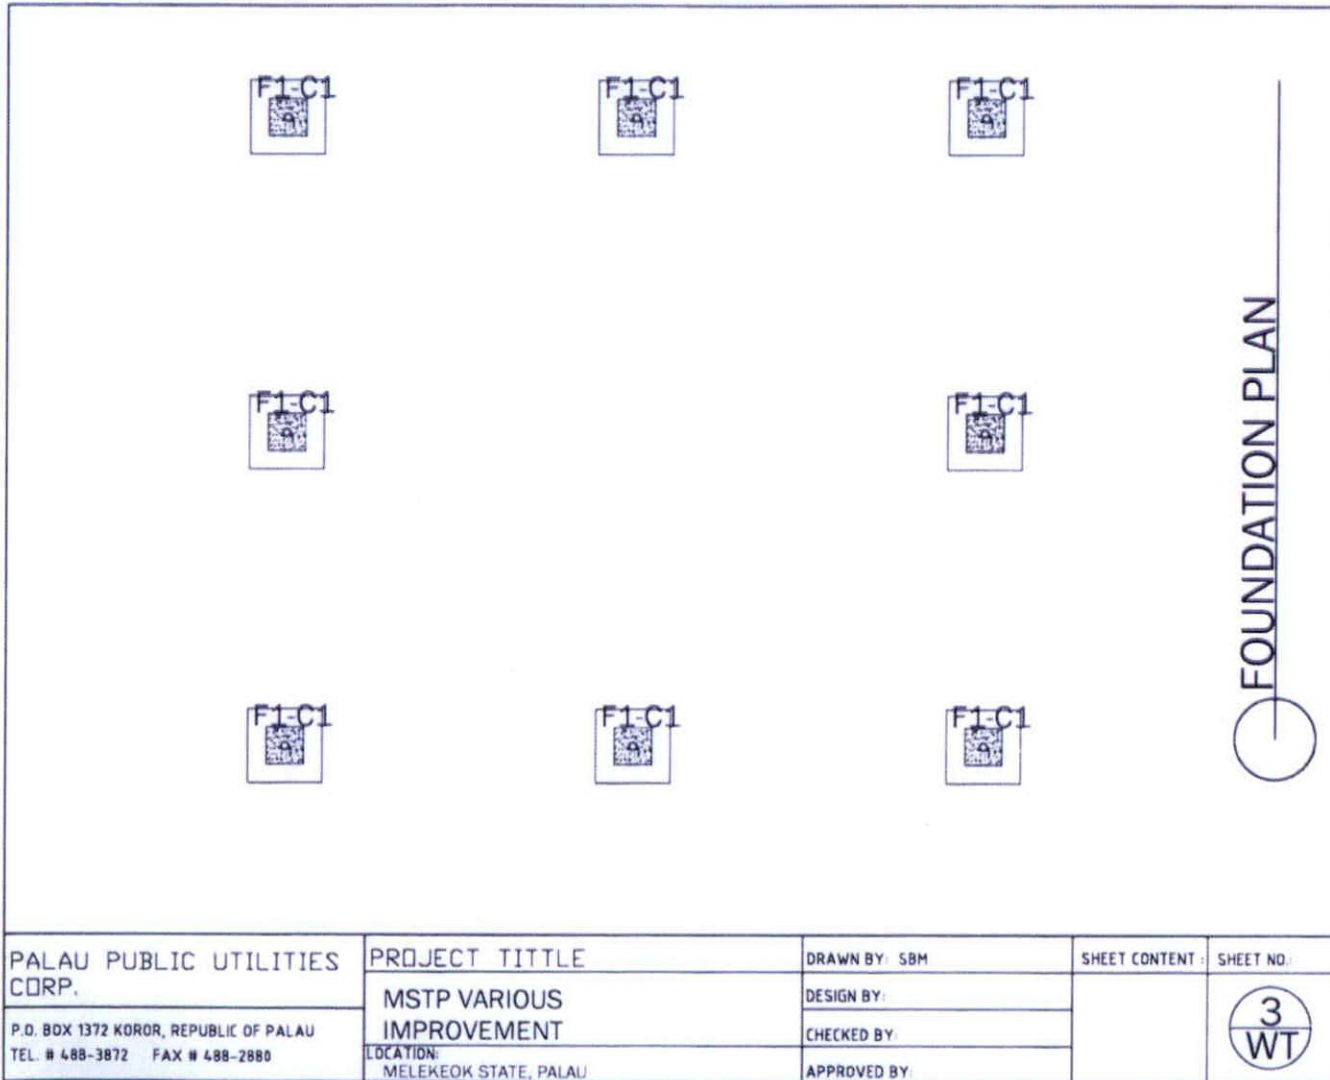 F1-C1 F1-C1 F1-C1
F1-C1 F1-C1
F1-C1 F1-C1 F1-C1
FOUNDATION PLAN
PALAU PUBLIC UTILITIES
CORP.
P.O. BOX 1372 KOROR, REPUBLIC OF PALAU
TEL. # 488-3872 FAX # 488-2880
PROJECT TITTLE
MSTP VARIOUS
IMPROVEMENT
LOCATION:
MELEKEOK STATE, PALAU
DRAWN BY: SBM
DESIGN BY:
CHECKED BY:
APPROVED BY:
SHEET CONTENT :
SHEET NO.:
3
WT